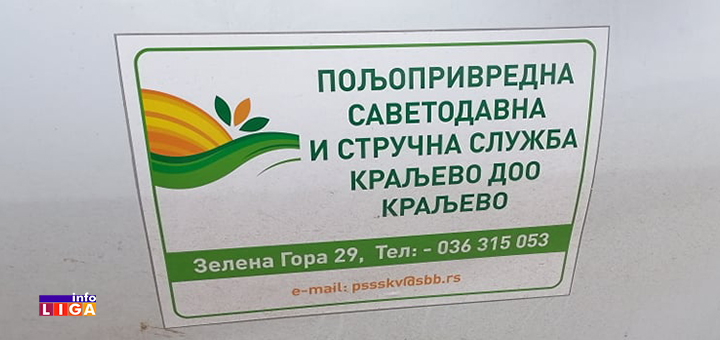 ПОЉОПРИВРЕДНА
САВЕТОДАВНА
И СТРУЧНА СЛУЖБА
КРАЉЕВО ДОО
КРАЉЕВО
Зелена Гора 29, Тел: - 036 315 053
e-mail: pssskv@sbb.rs
info
LIGA